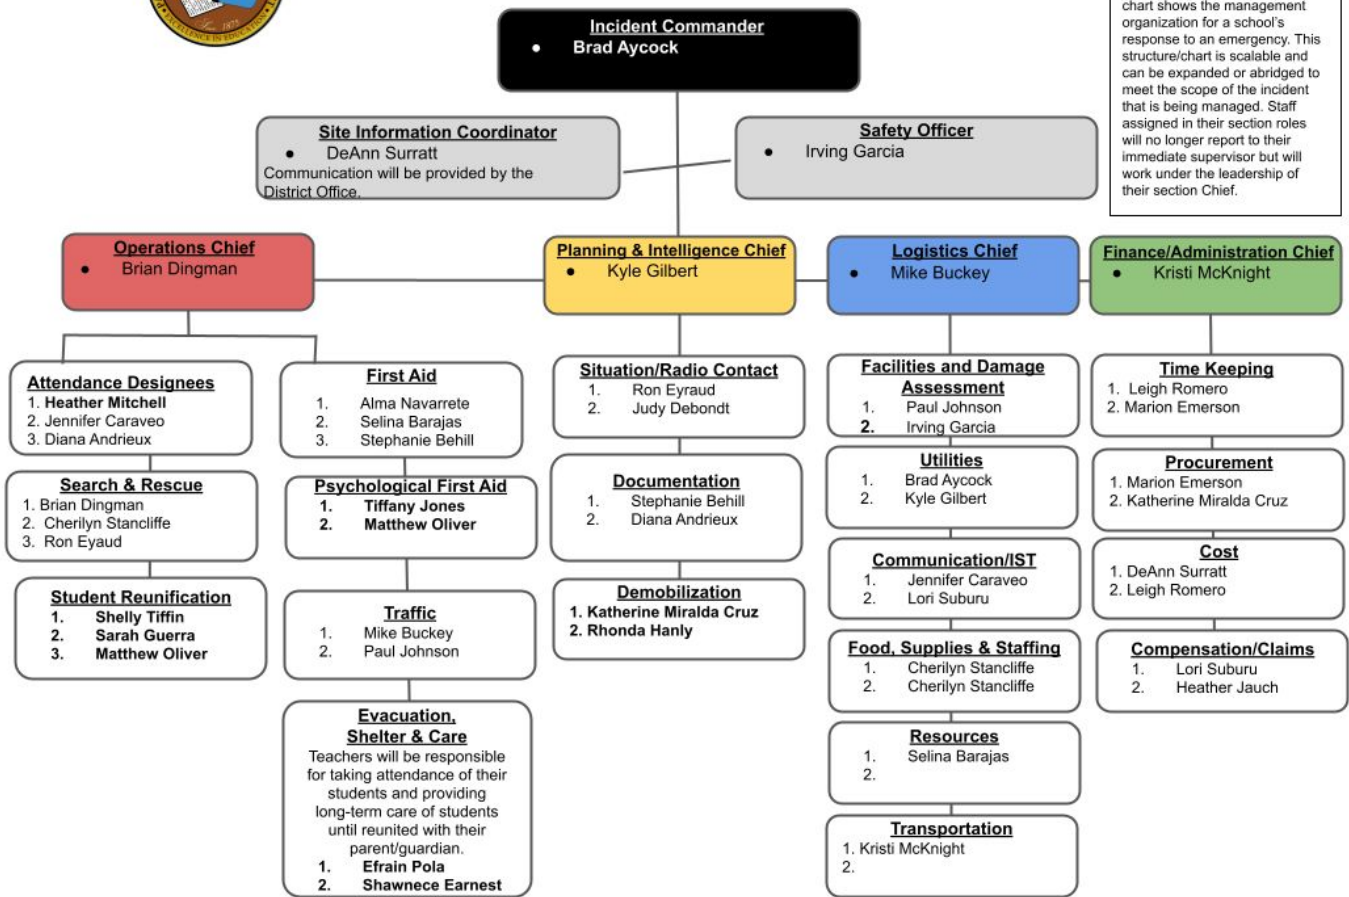 EXCELLENCE IN EDUCATION
Since 1875
Incident Commander
● Brad Aycock
chart shows the management
organization for a school's
response to an emergency. This
structure/chart is scalable and
can be expanded or abridged to
meet the scope of the incident
that is being managed. Staff
assigned in their section roles
will no longer report to their
immediate supervisor but will
work under the leadership of
their section Chief.
Site Information Coordinator
● DeAnn Surratt
Communication will be provided by the
District Office.
Safety Officer
● Irving Garcia
Operations Chief
● Brian Dingman
Planning & Intelligence Chief
● Kyle Gilbert
Logistics Chief
● Mike Buckey
Finance/Administration Chief
● Kristi McKnight
Attendance Designees
1. Heather Mitchell
2. Jennifer Caraveo
3. Diana Andrieux
Search & Rescue
1. Brian Dingman
2. Cherilyn Stancliffe
3. Ron Eyaud
Student Reunification
1. Shelly Tiffin
2. Sarah Guerra
3. Matthew Oliver
First Aid
1. Alma Navarrete
2. Selina Barajas
3. Stephanie Behill
Psychological First Aid
1. Tiffany Jones
2. Matthew Oliver
Traffic
1. Mike Buckey
2. Paul Johnson
Evacuation,
Shelter & Care
Teachers will be responsible
for taking attendance of their
students and providing
long-term care of students
until reunited with their
parent/guardian.
1. Efrain Pola
2. Shawnece Earnest
Situation/Radio Contact
1. Ron Eyraud
2. Judy Debondt
Documentation
1. Stephanie Behill
2. Diana Andrieux
Demobilization
1. Katherine Miralda Cruz
2. Rhonda Hanly
Facilities and Damage
Assessment
1. Paul Johnson
2. Irving Garcia
Utilities
1. Brad Aycock
2. Kyle Gilbert
Communication/IST
1. Jennifer Caraveo
2. Lori Suburu
Food, Supplies & Staffing
1. Cherilyn Stancliffe
2. Cherilyn Stancliffe
Resources
1. Selina Barajas
2.
Transportation
1. Kristi McKnight
2.
Time Keeping
1. Leigh Romero
2. Marion Emerson
Procurement
1. Marion Emerson
2. Katherine Miralda Cruz
Cost
1. DeAnn Surratt
2. Leigh Romero
Compensation/Claims
1. Lori Suburu
2. Heather Jauch